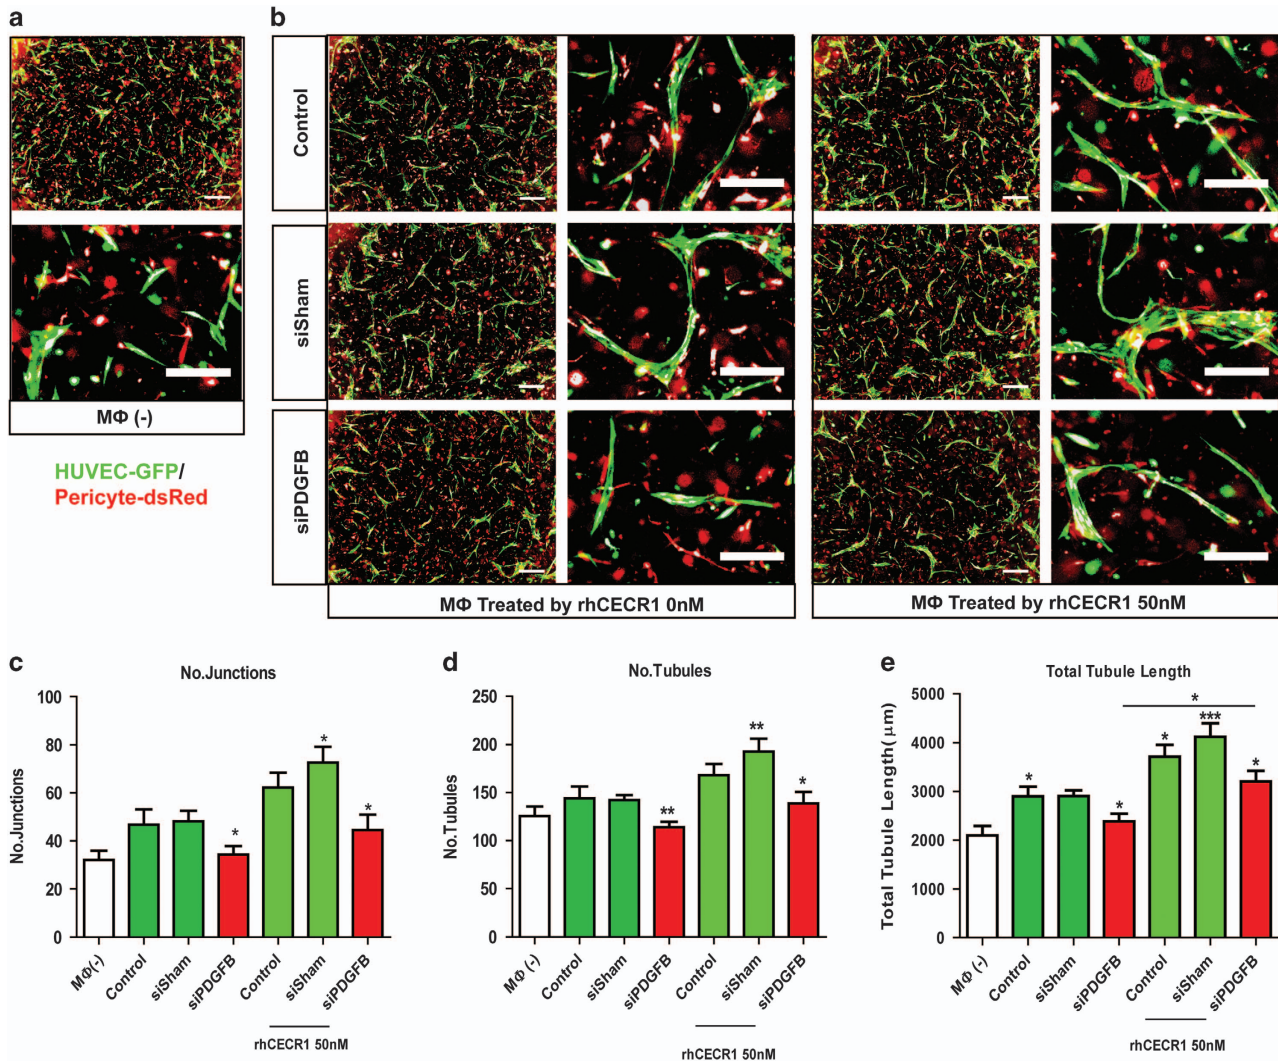 a
b
Control
siSham
siPDGFB
MΦ (-)
HUVEC-GFP/
Pericyte-dsRed
MΦ Treated by rhCECR1 0nM
MΦ Treated by rhCECR1 50nM
c
No.Junctions
No.Junctions
100
80
60
40
20
0
*
*
*
MΦ(-)
Control
siSham
siPDGFB
Control
siSham
siPDGFB
rhCECR1 50nM
d
No.Tubules
No.Tubules
250
200
150
100
50
0
**
**
*
MΦ (-)
Control
siSham
siPDGFB
Control
siSham
siPDGFB
rhCECR1 50nM
e
Total Tubule Length
Total Tubule Length(μm)
5000
4000
3000
2000
1000
0
*
*
*
*
***
*
MΦ (-)
Control
siSham
siPDGFB
Control
siSham
siPDGFB
rhCECR1 50nM